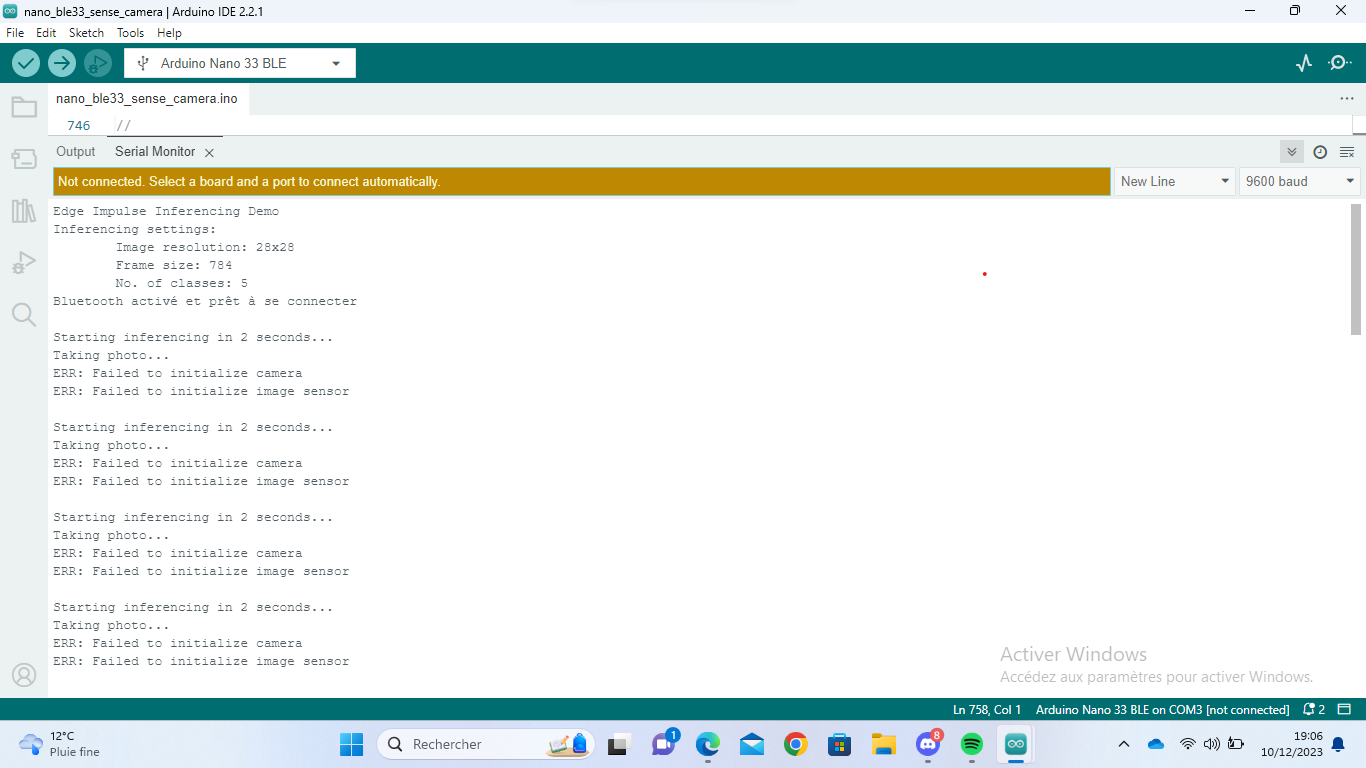 nano_ble33_sense_camera | Arduino IDE 2.2.1
File Edit Sketch Tools Help
Arduino Nano 33 BLE
nano_ble33_sense_camera.ino
746 //
Output Serial Monitor
Not connected. Select a board and a port to connect automatically.
New Line
9600 baud
Edge Impulse Inferencing Demo
Inferencing settings:
Image resolution: 28x28
Frame size: 784
No. of classes: 5
Bluetooth activé et prêt à se connecter
Starting inferencing in 2 seconds...
Taking photo...
ERR: Failed to initialize camera
ERR: Failed to initialize image sensor
Starting inferencing in 2 seconds...
Taking photo...
ERR: Failed to initialize camera
ERR: Failed to initialize image sensor
Starting inferencing in 2 seconds...
Taking photo...
ERR: Failed to initialize camera
ERR: Failed to initialize image sensor
Starting inferencing in 2 seconds...
Taking photo...
ERR: Failed to initialize camera
ERR: Failed to initialize image sensor
Activer Windows
Accédez aux paramètres pour activer Windows.
Ln 758, Col 1 Arduino Nano 33 BLE on COM3 [not connected] 2
12°C
Pluie fine
Rechercher
1
8
19:06
10/12/2023